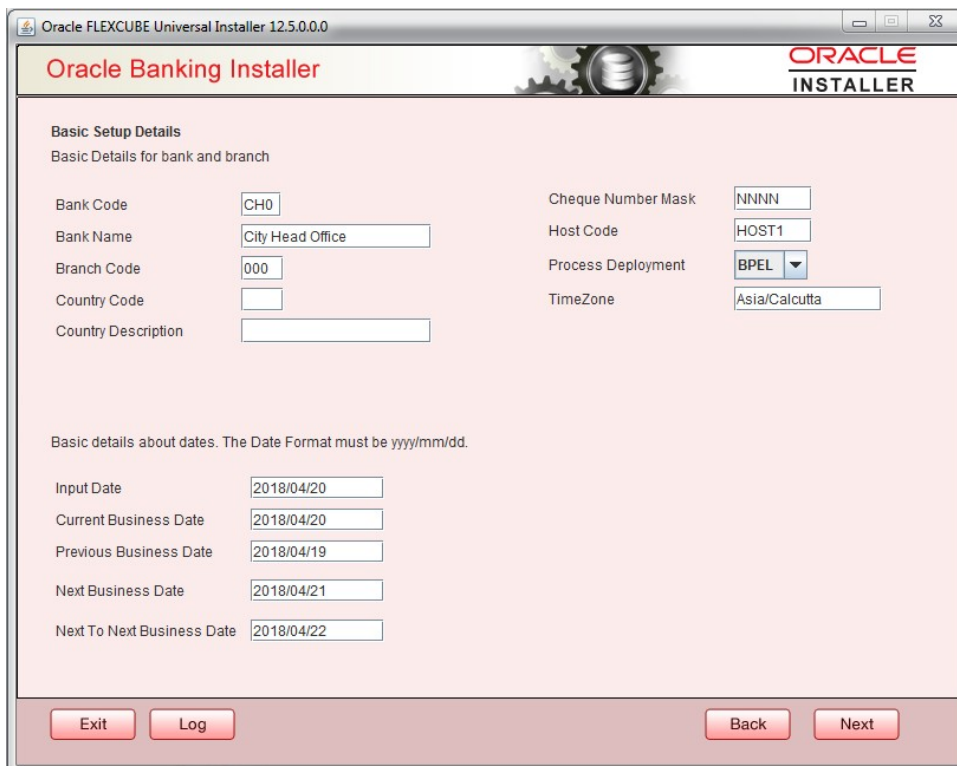 Oracle FLEXCUBE Universal Installer 12.5.0.0.0
Oracle Banking Installer
ORACLE
INSTALLER
Basic Setup Details
Basic Details for bank and branch
Bank Code CH0
Bank Name City Head Office
Branch Code 000
Country Code
Country Description
Cheque Number Mask NNNN
Host Code HOST1
Process Deployment BPEL
TimeZone Asia/Calcutta
Basic details about dates. The Date Format must be yyyy/mm/dd.
Input Date 2018/04/20
Current Business Date 2018/04/20
Previous Business Date 2018/04/19
Next Business Date 2018/04/21
Next To Next Business Date 2018/04/22
Exit Log Back Next